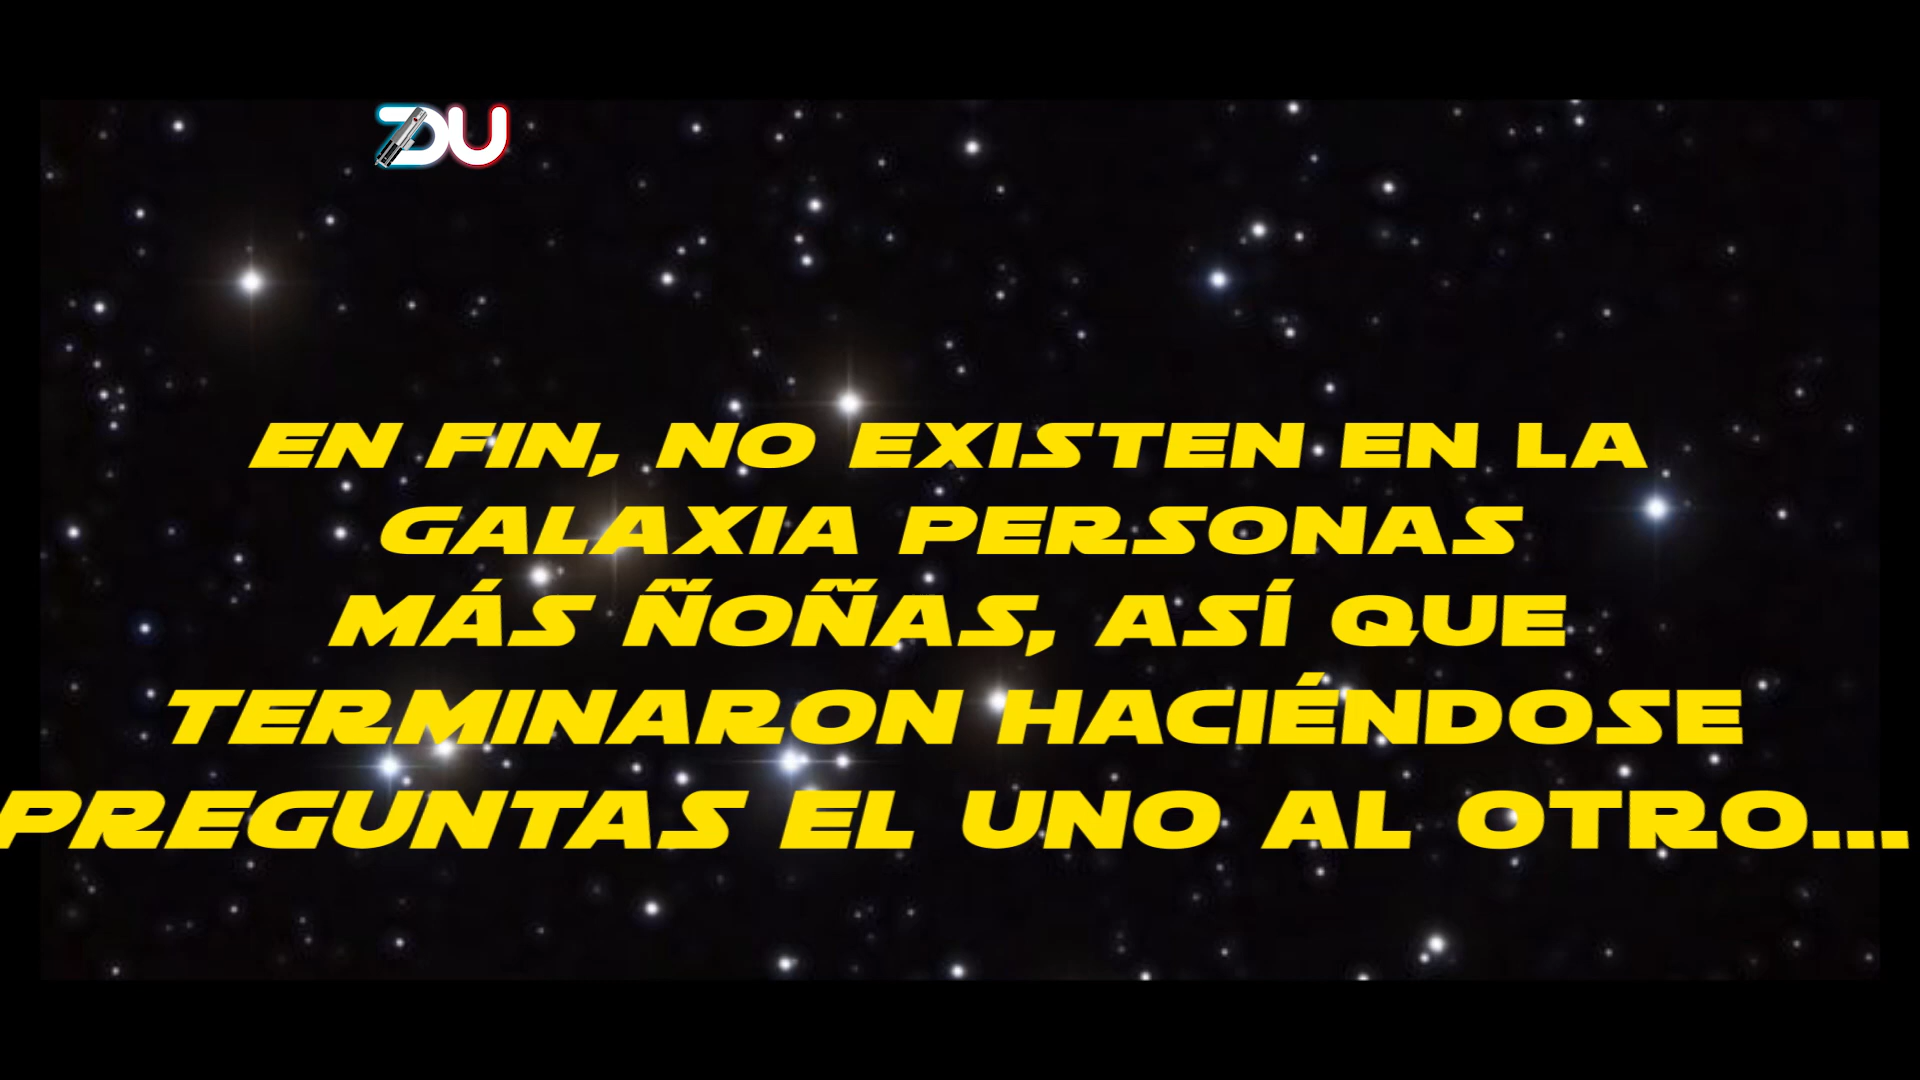 DU
EN FIN, NO EXISTEN EN LA
GALAXIA PERSONAS
MÁS ÑOÑAS, ASÍ QUE
TERMINARON HACIÉNDOSE
PREGUNTAS EL UNO AL OTRO...